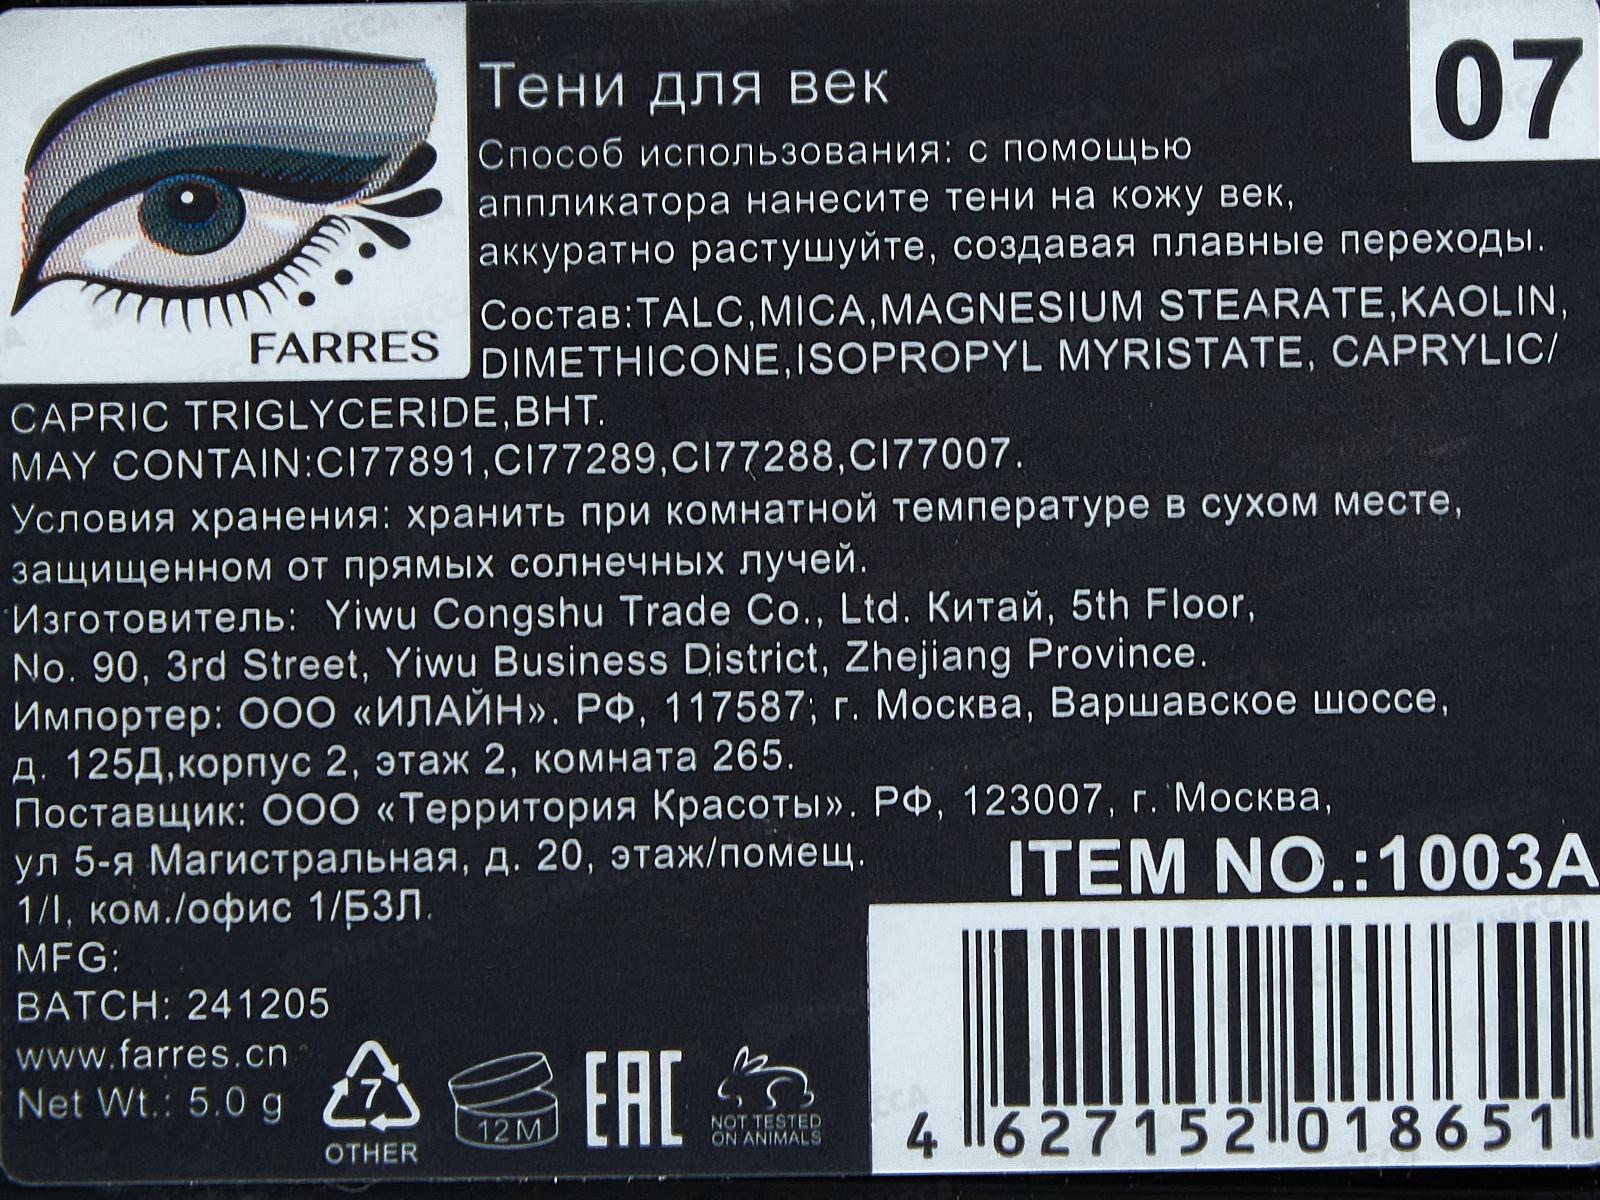 07
Тени для век
Способ использования: с помощью
аппликатора нанесите тени на кожу век,
аккуратно растушуйте, создавая плавные переходы.
FARRES
Состав:TALC,MICA,MAGNESIUM STEARATE,KAOLIN,
DIMETHICONE,ISOPROPYL MYRISTATE, CAPRYLIC/
CAPRIC TRIGLYCERIDE,BHT.
MAY CONTAIN:CI77891,CI77289,CI77288,CI77007.
Условия хранения: хранить при комнатной температуре в сухом месте,
защищенном от прямых солнечных лучей.
Изготовитель: Yiwu Congshu Trade Co., Ltd. Китай, 5th Floor,
No. 90, 3rd Street, Yiwu Business District, Zhejiang Province.
Импортер: ООО «ИЛАЙН». РФ, 117587; г. Москва, Варшавское шоссе,
д. 125Д,корпус 2, этаж 2, комната 265.
Поставщик: ООО «Территория Красоты». РФ, 123007, г. Москва,
ул 5-я Магистральная, д. 20, этаж/помещ.
1/I, ком./офис 1/БЗЛ.
ITEM NO.:1003A
MFG:
BATCH: 241205
www.farres.cn
Net Wt.: 5.0 g
7
OTHER
12M
EAC
NOT TESTED
ON ANIMALS
4 627152 018651